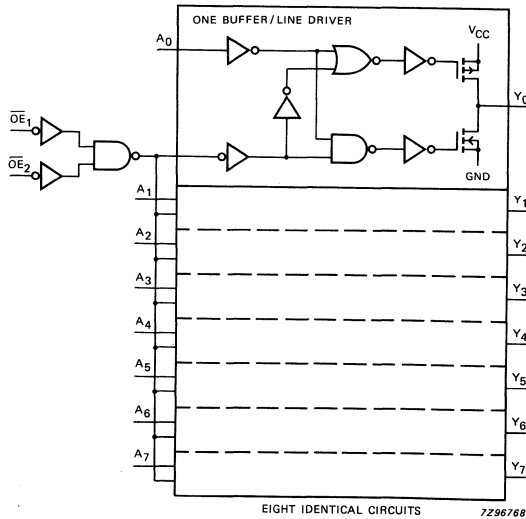 ONE BUFFER/LINE DRIVER
VCC
A0
Y0
OE1
OE2
GND
A1
Y1
A2
Y2
A3
Y3
A4
Y4
A5
Y5
A6
Y6
A7
Y7
EIGHT IDENTICAL CIRCUITS
7Z96768